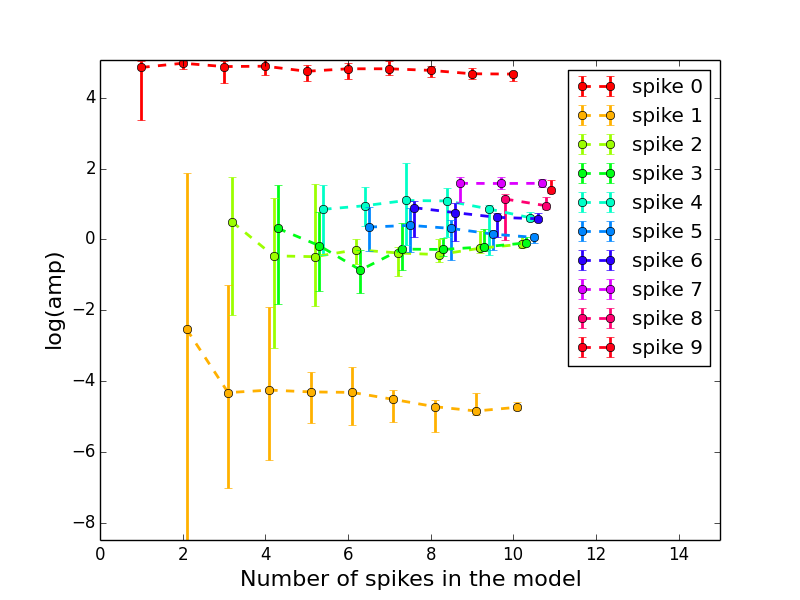 4
2
0
−2
−4
−6
−8
log(amp)
0 2 4 6 8 10 12 14
Number of spikes in the model
spike 0
spike 1
spike 2
spike 3
spike 4
spike 5
spike 6
spike 7
spike 8
spike 9